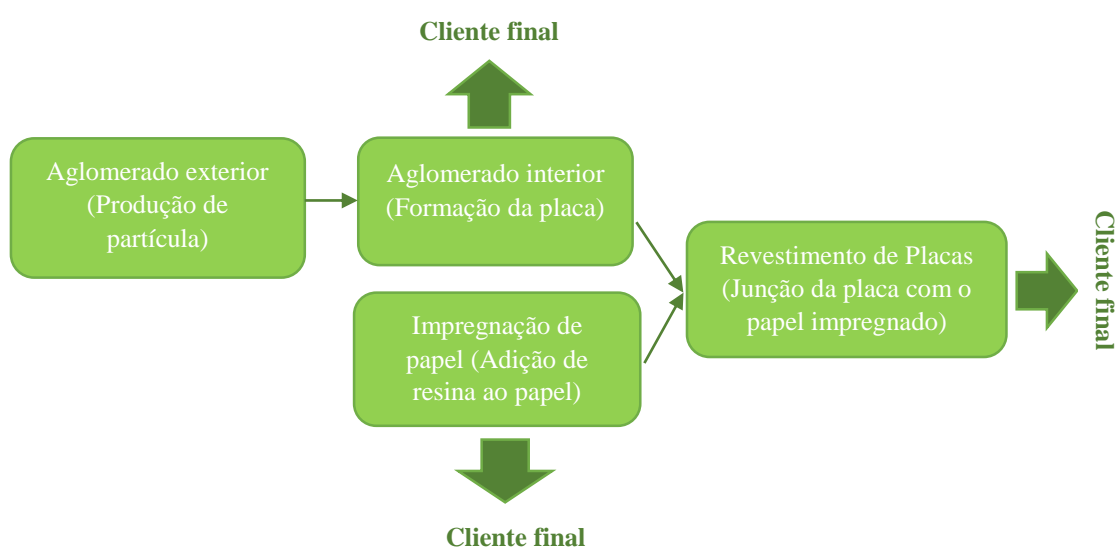 Cliente final
Aglomerado exterior
(Produção de
partícula)
Aglomerado interior
(Formação da placa)
Impregnação de
papel (Adição de
resina ao papel)
Revestimento de Placas
(Junção da placa com o
papel impregnado)
Cliente final
Cliente final